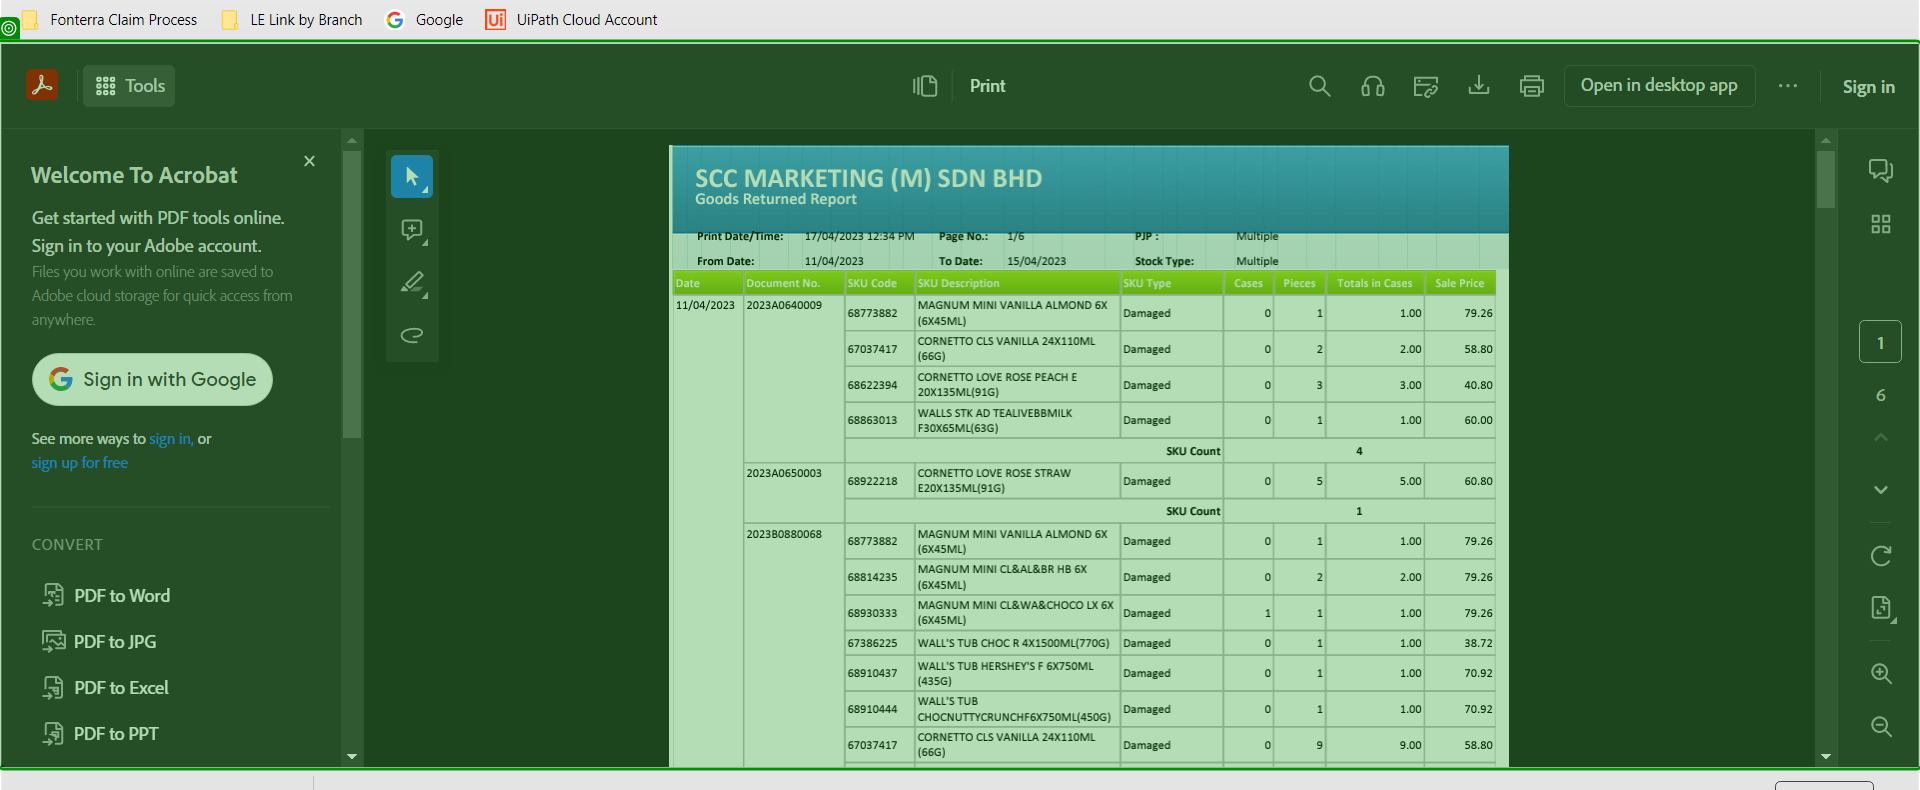 Fonterra Claim Process LE Link by Branch Google UiPath Cloud Account
Tools
Print
Open in desktop app
Sign in
Welcome To Acrobat
Get started with PDF tools online.
Sign in to your Adobe account.
Files you work with online are saved to
Adobe cloud storage for quick access from
anywhere.
Sign in with Google
See more ways to sign in, or
sign up for free
CONVERT
PDF to Word
PDF to JPG
PDF to Excel
PDF to PPT
SCC MARKETING (M) SDN BHD
Goods Returned Report
Print Date/Time: 17/04/2023 12:34 PM Page No.: 1/6 PJP : Multiple
From Date: 11/04/2023 To Date: 15/04/2023 Stock Type: Multiple
Date Document No. SKU Code SKU Description SKU Type Cases Pieces Totals in Cases Sale Price
11/04/2023 2023A0640009 68773882 MAGNUM MINI VANILLA ALMOND 6X Damaged 0 1 1.00 79.26
(6X45ML)
67037417 CORNETTO CLS VANILLA 24X110ML Damaged 0 2 2.00 58.80
(66G)
68622394 CORNETTO LOVE ROSE PEACH E Damaged 0 3 3.00 40.80
20X135ML(91G)
68863013 WALLS STK AD TEALIVEBBMILK Damaged 0 1 1.00 60.00
F30X65ML(63G)
SKU Count 4
2023A0650003 68922218 CORNETTO LOVE ROSE STRAW Damaged 0 5 5.00 60.80
E20X135ML(91G)
SKU Count 1
2023B0880068 68773882 MAGNUM MINI VANILLA ALMOND 6X Damaged 0 1 1.00 79.26
(6X45ML)
68814235 MAGNUM MINI CL&AL&BR HB 6X Damaged 0 2 2.00 79.26
(6X45ML)
68930333 MAGNUM MINI CL&WA&CHOCO LX 6X Damaged 1 1 1.00 79.26
(6X45ML)
67386225 WALL'S TUB CHOC R 4X1500ML(770G) Damaged 0 1 1.00 38.72
68910437 WALL'S TUB HERSHEY'S F 6X750ML Damaged 0 1 1.00 70.92
(435G)
68910444 WALL'S TUB Damaged 0 1 1.00 70.92
CHOCNUTTYCRUNCHF6X750ML(450G)
67037417 CORNETTO CLS VANILLA 24X110ML Damaged 0 9 9.00 58.80
(66G)
1
6